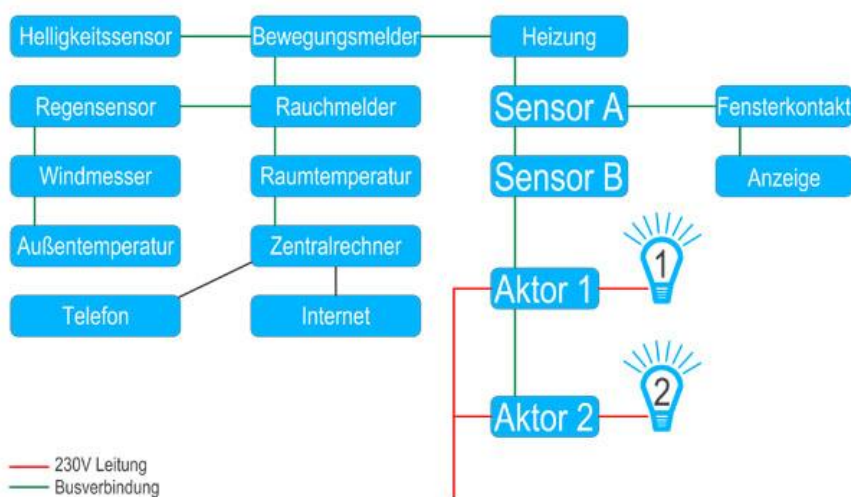 Helligkeitssensor
Bewegungsmelder
Heizung
Regensensor
Rauchmelder
Sensor A
Fensterkontakt
Windmesser
Raumtemperatur
Sensor B
Anzeige
Außentemperatur
Zentralrechner
1
Aktor 1
Telefon
Internet
2
Aktor 2
230V Leitung
Busverbindung